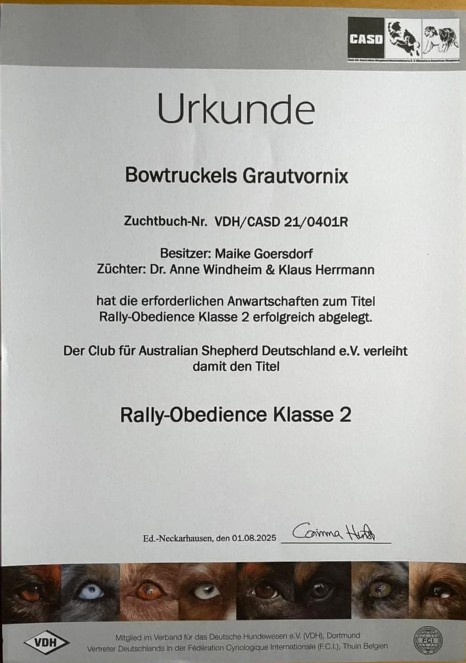 CASD
Urkunde
Bowtruckels Grautvornix
Zuchtbuch-Nr. VDH/CASD 21/0401R
Besitzer: Maike Goersdorf
Züchter: Dr. Anne Windheim & Klaus Herrmann
hat die erforderlichen Anwartschaften zum Titel
Rally-Obedience Klasse 2 erfolgreich abgelegt.
Der Club für Australian Shepherd Deutschland e.V. verleiht
damit den Titel
Rally-Obedience Klasse 2
Ed.-Neckarhausen, den 01.08.2025
VDH
Mitglied im Verband für das Deutsche Hundewesen e.V. (VDH), Dortmund
Vertreter Deutschlands in der Fédération Cynologique Internationale (F.C.I.), Thuin Belgien
F.C.I.